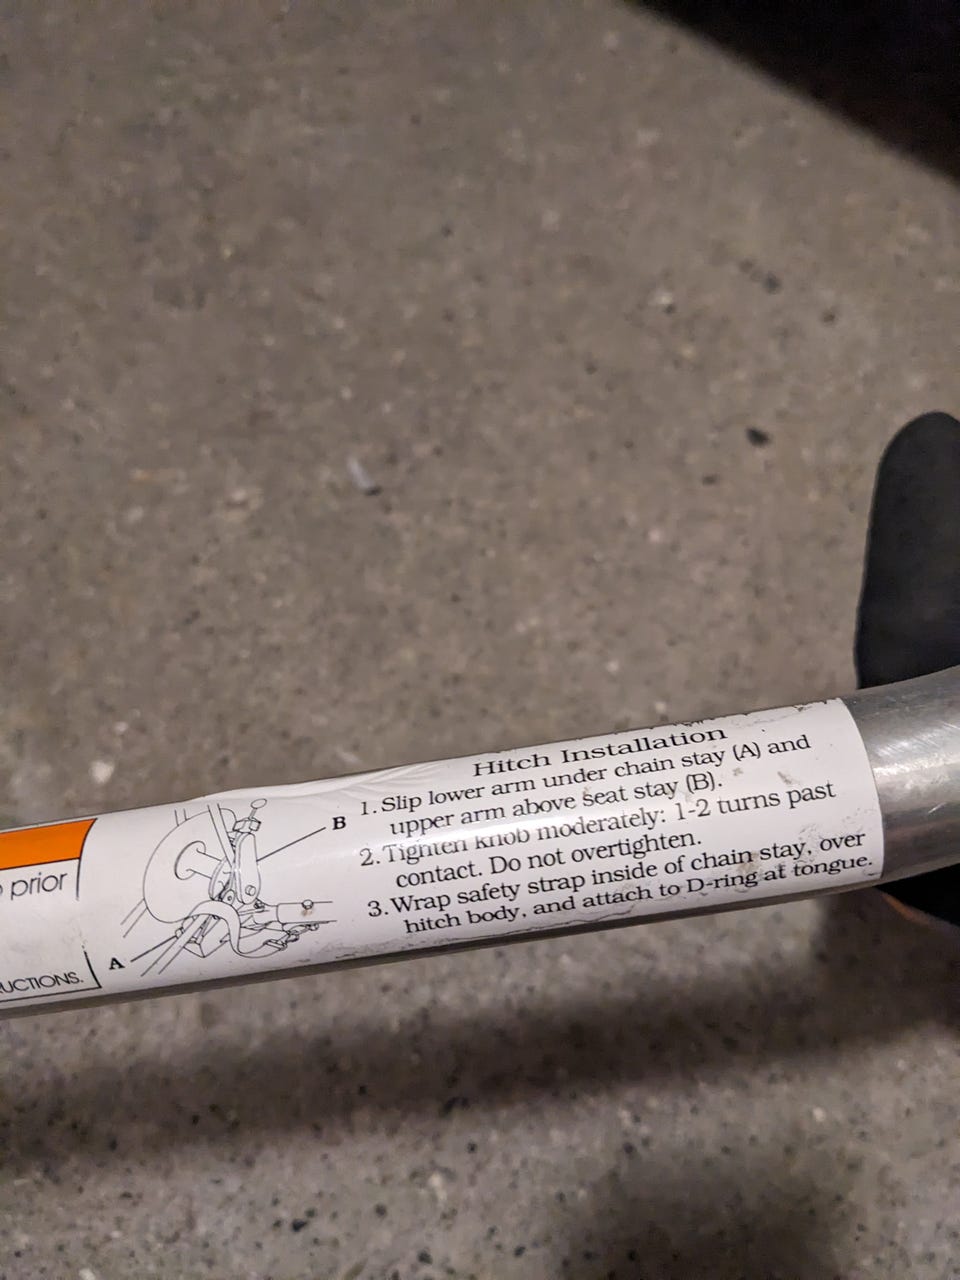 Hitch Installation
1. Slip lower arm under chain stay (A) and
upper arm above seat stay (B).
2. Tighten knob moderately: 1-2 turns past
contact. Do not overtighten.
3. Wrap safety strap inside of chain stay, over
hitch body, and attach to D-ring at tongue.
B
A
prior